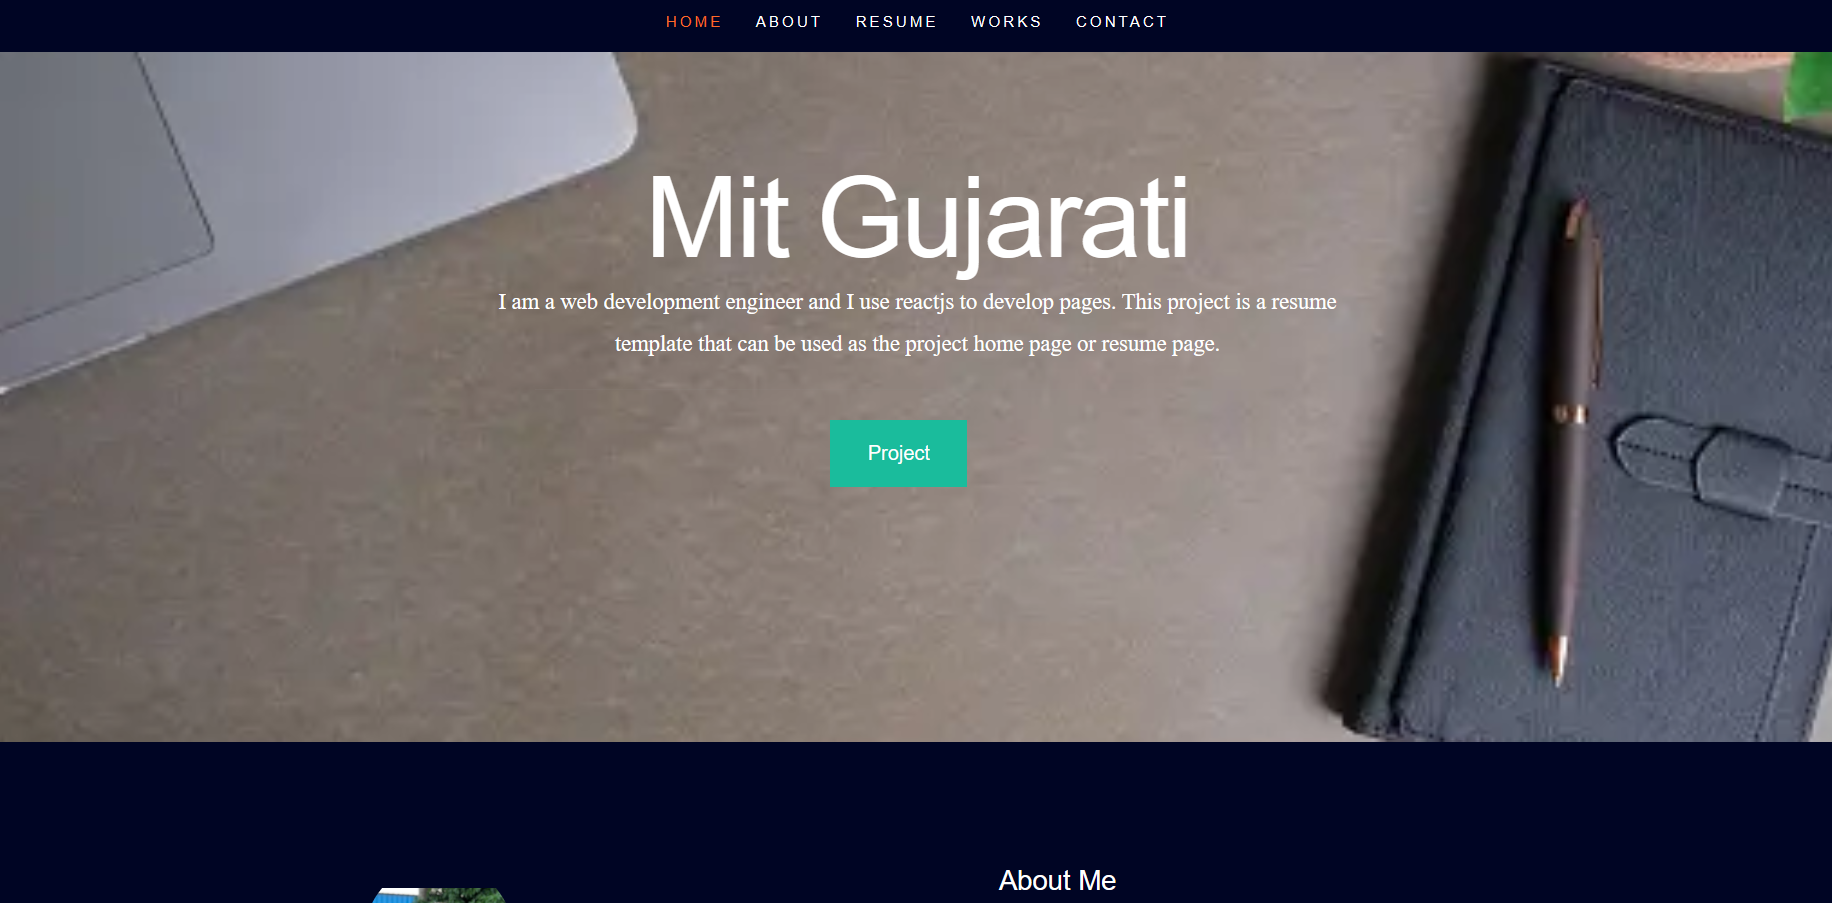 HOME ABOUT RESUME WORKS CONTACT
Mit Gujarati
I am a web development engineer and I use reactjs to develop pages. This project is a resume
template that can be used as the project home page or resume page.
Project
About Me